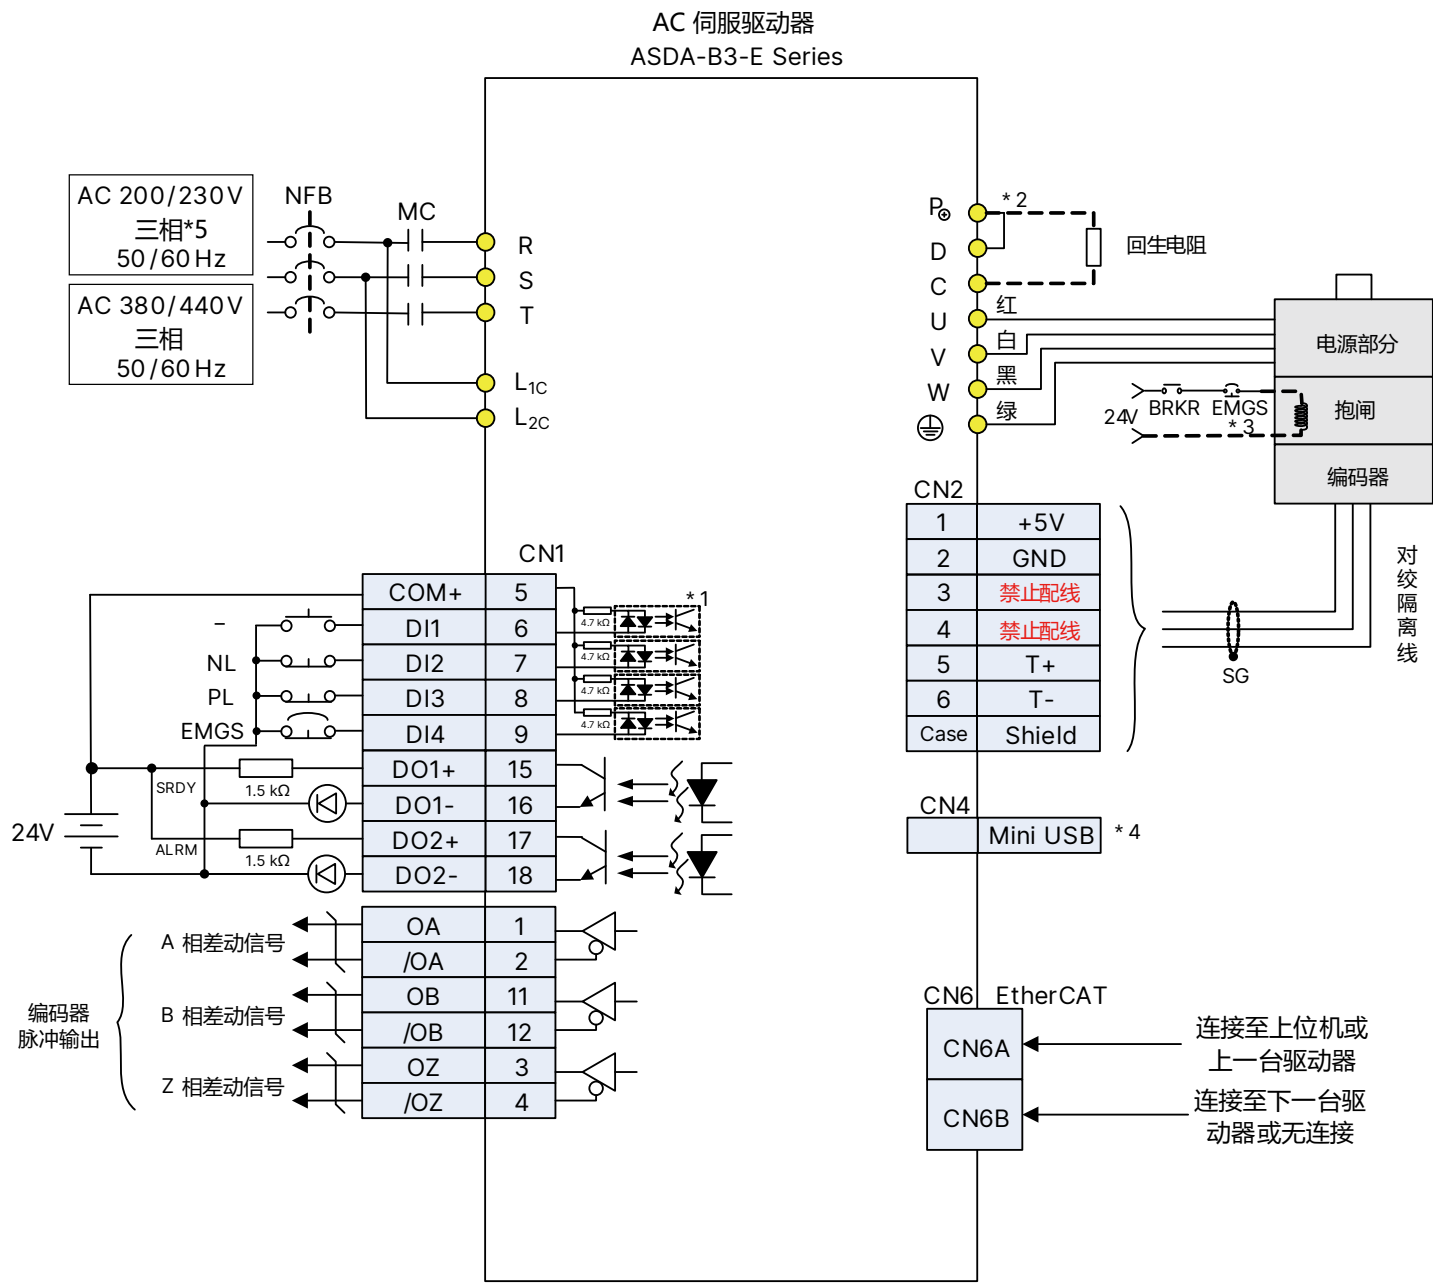 AC 伺服驱动器
ASDA-B3-E Series
AC 200/230V
三相*5
50/60 Hz
AC 380/440V
三相
50/60 Hz
NFB
MC
R
S
T
L1C
L2C
P⊕
D
C
U
V
W
* 2
回生电阻
红
白
黑
绿
电源部分
抱闸
编码器
24V
BRKR
EMGS
* 3
CN2
1 +5V
2 GND
3 禁止配线
4 禁止配线
5 T+
6 T-
Case Shield
对绞隔离线
SG
CN4
Mini USB
* 4
CN6 EtherCAT
CN6A
CN6B
连接至上位机或
上一台驱动器
连接至下一台驱
动器或无连接
CN1
COM+ 5
DI1 6
DI2 7
DI3 8
DI4 9
DO1+ 15
DO1- 16
DO2+ 17
DO2- 18
* 1
4.7 kΩ
4.7 kΩ
4.7 kΩ
4.7 kΩ
–
NL
PL
EMGS
SRDY
1.5 kΩ
ALRM
1.5 kΩ
24V
OA 1
/OA 2
OB 11
/OB 12
OZ 3
/OZ 4
A 相差动信号
B 相差动信号
Z 相差动信号
编码器
脉冲输出